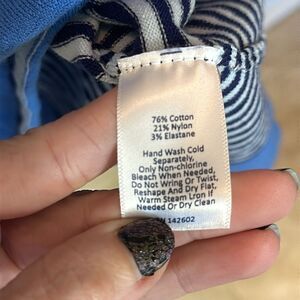 76% Cotton
21% Nylon
3% Elastane
Hand Wash Cold
Separately,
Only Non-chlorine
Bleach When Needed,
Do Not Wring Or Twist,
Reshape And Dry Flat,
Warm Steam Lron If
Needed Or Dry Clean
142602